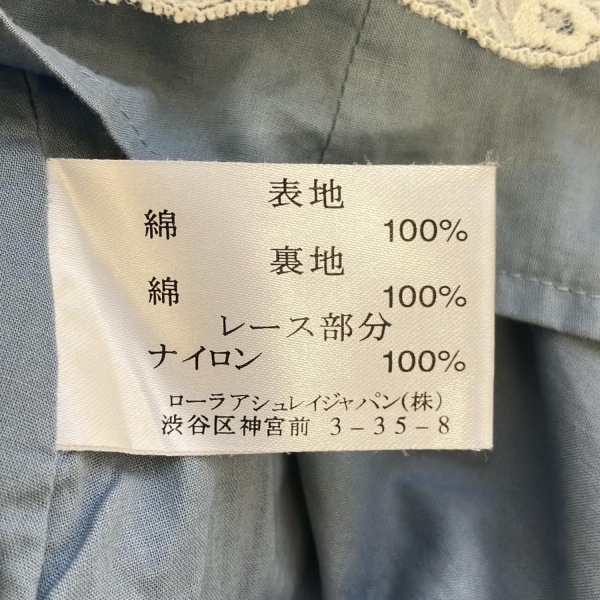 表地
綿 100%
裏地
綿 100%
レース部分
ナイロン 100%
ローラアシュレイジャパン(株)
渋谷区神宮前 3-35-8